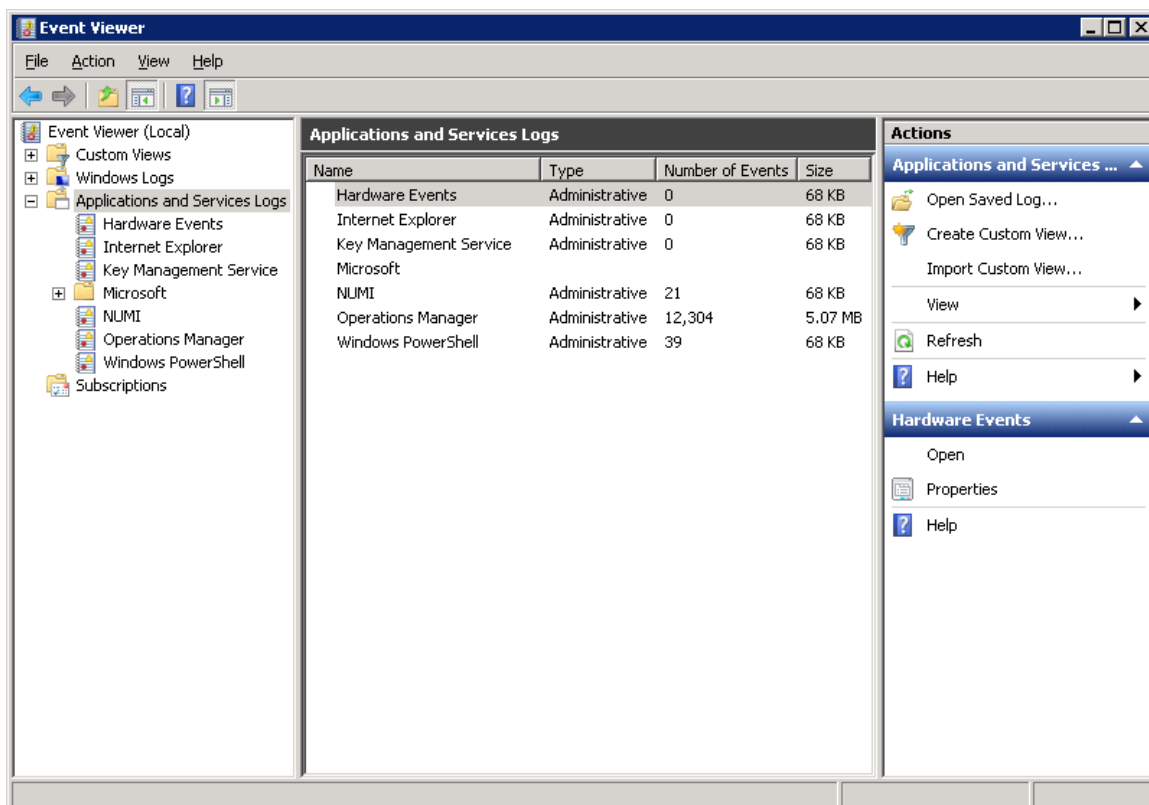 Event Viewer
File Action View Help
Event Viewer (Local)
Custom Views
Windows Logs
Applications and Services Logs
Hardware Events
Internet Explorer
Key Management Service
Microsoft
NUMI
Operations Manager
Windows PowerShell
Subscriptions
Applications and Services Logs
Name Type Number of Events Size
Hardware Events Administrative 0 68 KB
Internet Explorer Administrative 0 68 KB
Key Management Service Administrative 0 68 KB
Microsoft
NUMI Administrative 21 68 KB
Operations Manager Administrative 12,304 5.07 MB
Windows PowerShell Administrative 39 68 KB
Actions
Applications and Services ...
Open Saved Log...
Create Custom View...
Import Custom View...
View
Refresh
Help
Hardware Events
Open
Properties
Help